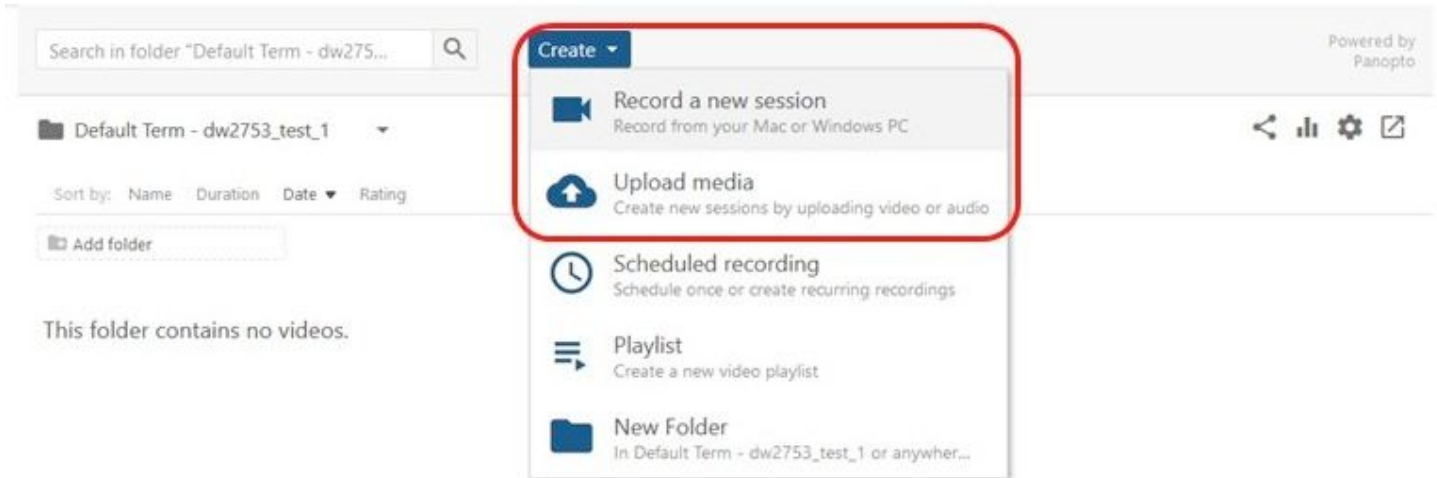 Search in folder "Default Term - dw275...
Create
Powered by
Panopto
Record a new session
Record from your Mac or Windows PC
Default Term - dw2753_test_1
Upload media
Create new sessions by uploading video or audio
Sort by: Name Duration Date Rating
Add folder
Scheduled recording
Schedule once or create recurring recordings
This folder contains no videos.
Playlist
Create a new video playlist
New Folder
In Default Term - dw2753_test_1 or anywher...